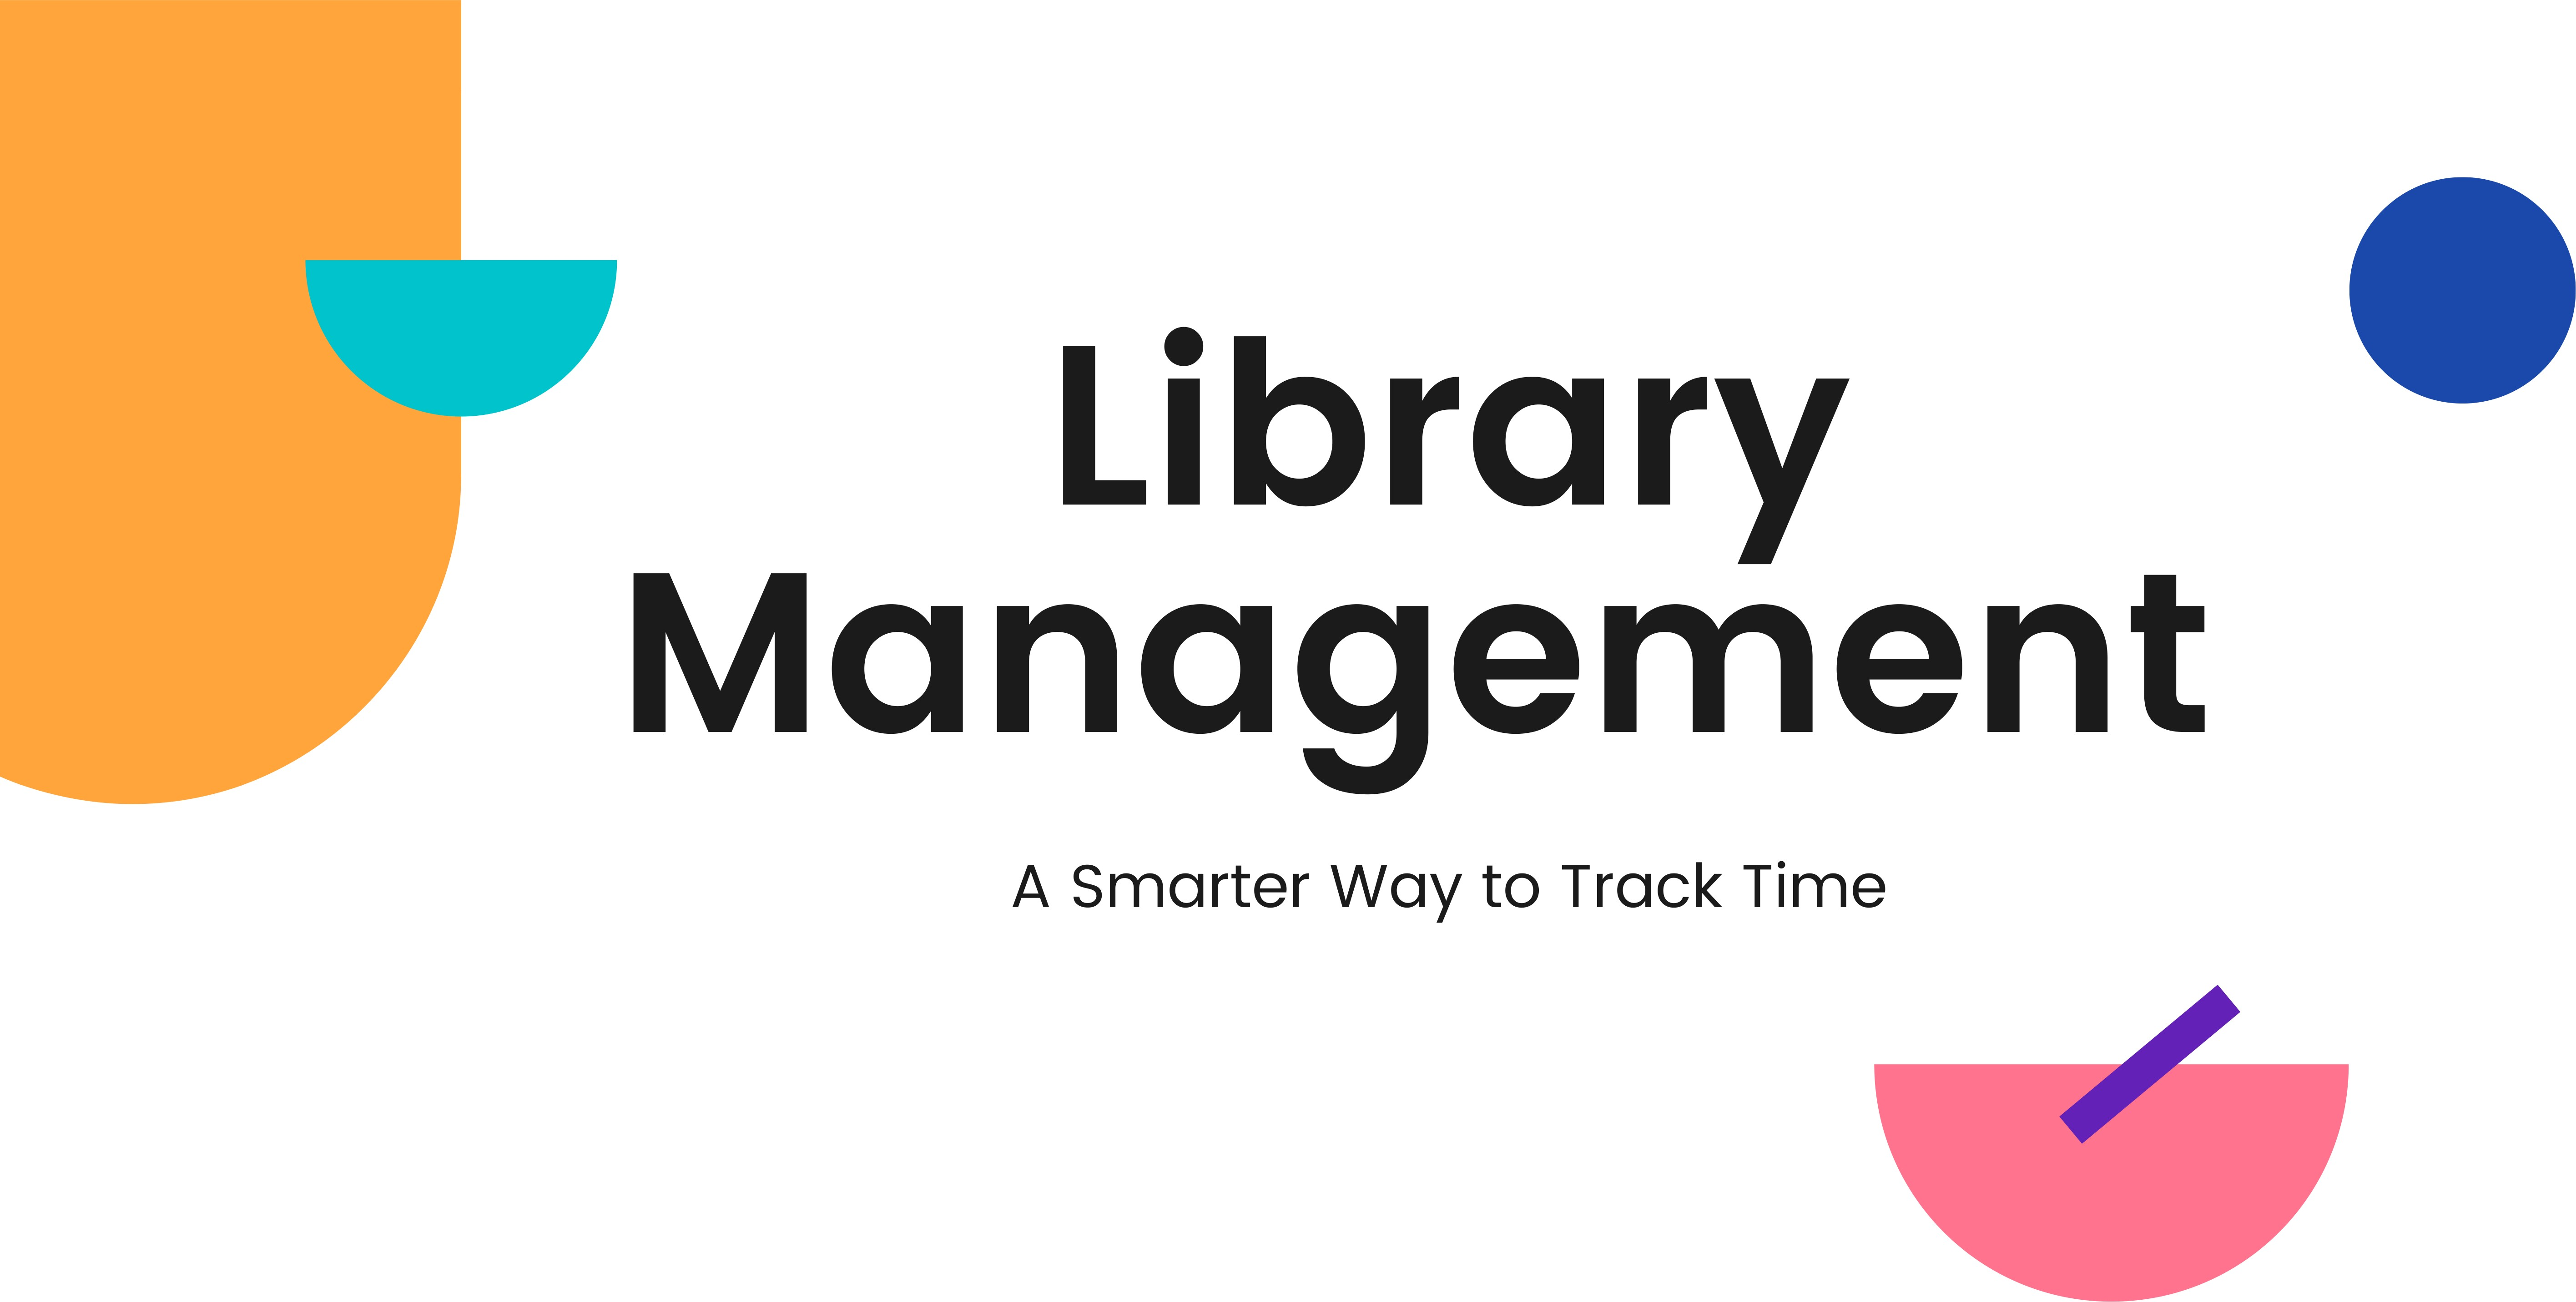 Library
Management
A Smarter Way to Track Time